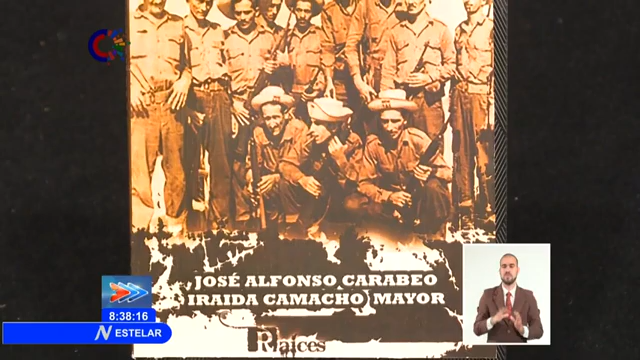 JOSÉ ALFONSO CARABEO
IRAIDA CAMACHO MAYOR
8:38:16
N ESTELAR
Raíces